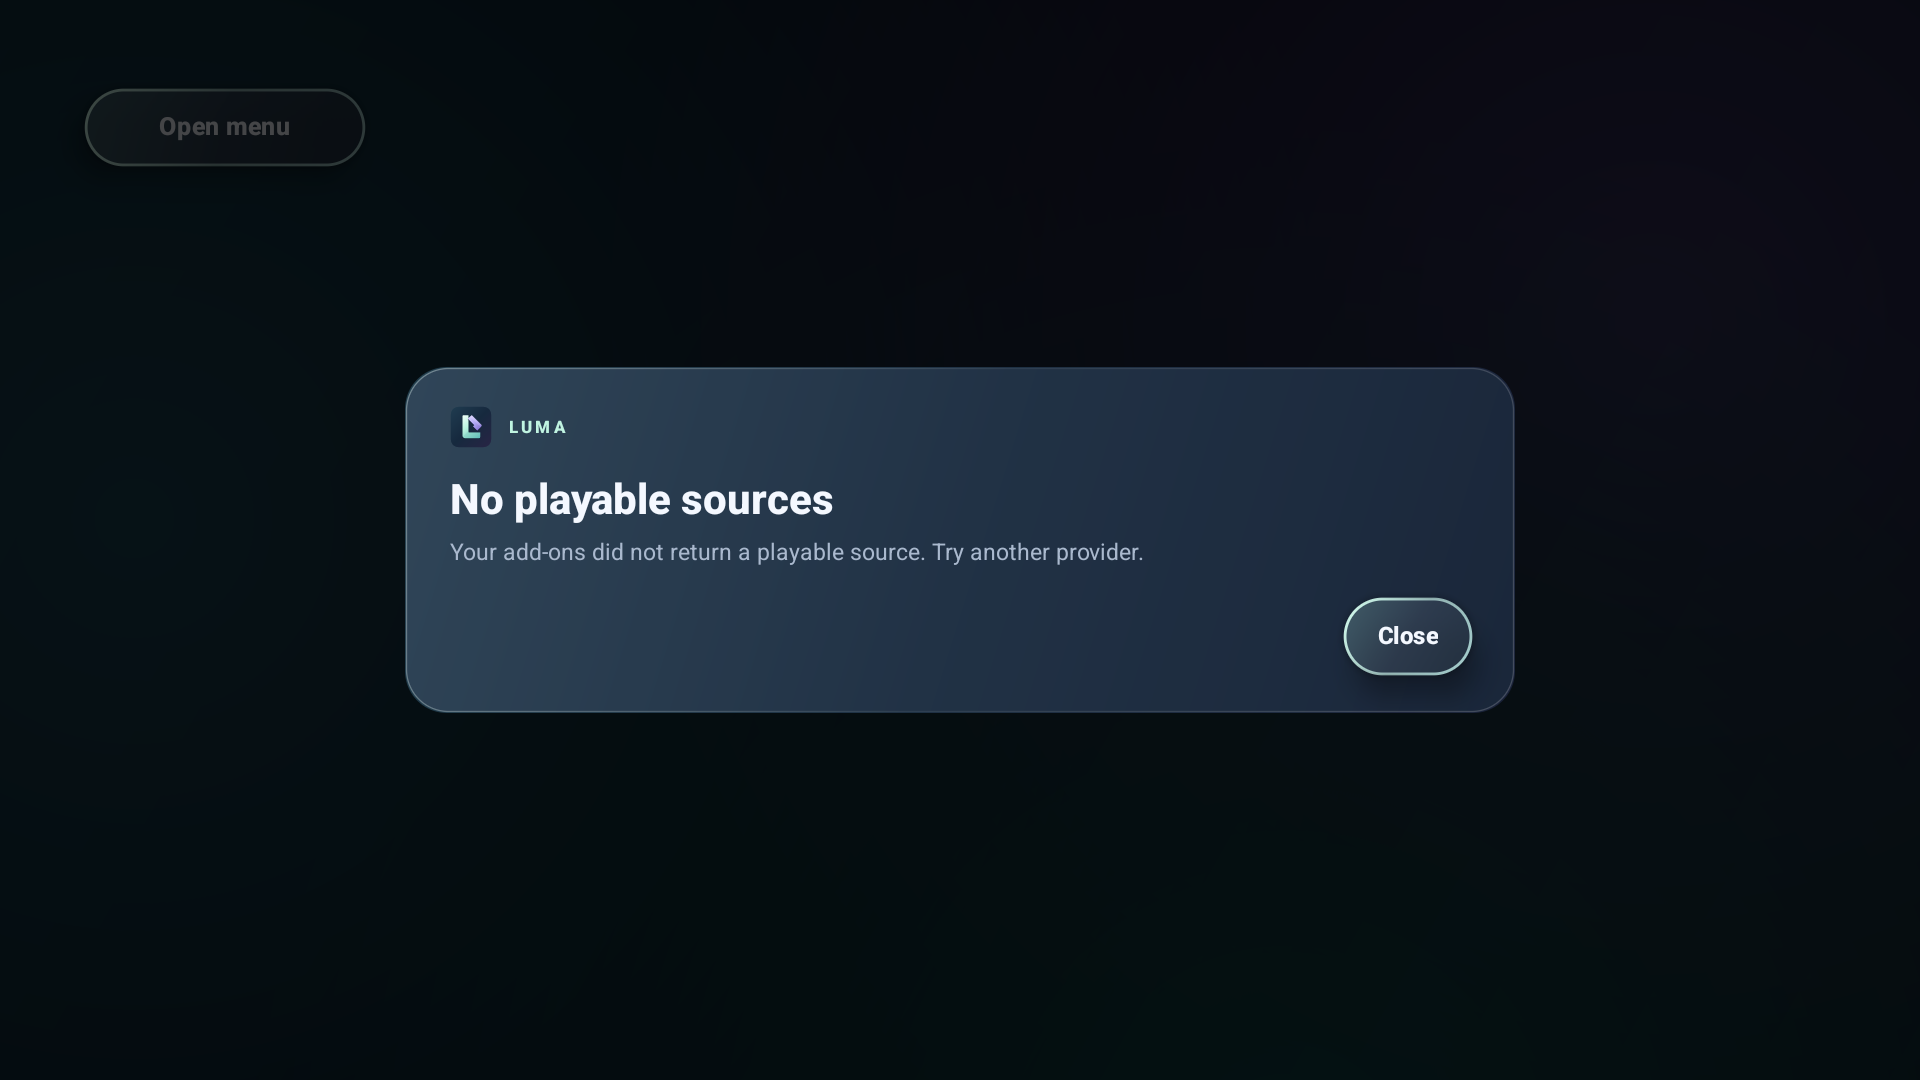 Open menu
LUMA
No playable sources
Your add-ons did not return a playable source. Try another provider.
Close